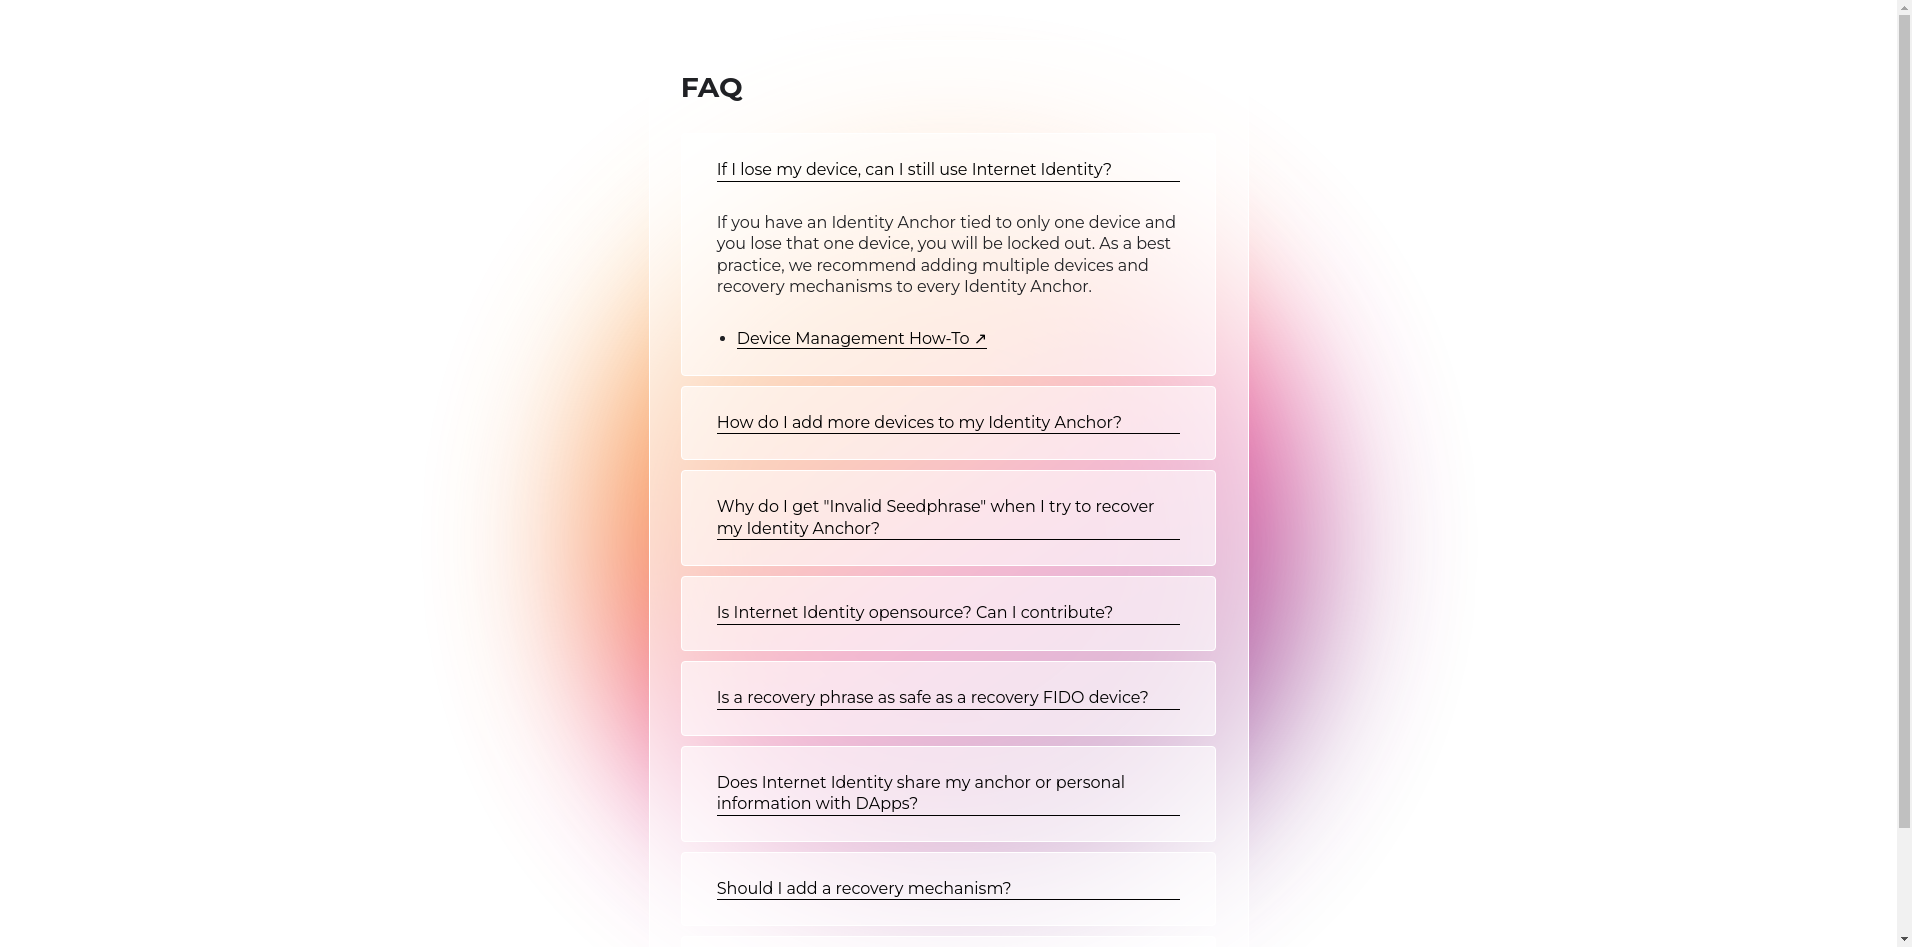 FAQ
If I lose my device, can I still use Internet Identity?
If you have an Identity Anchor tied to only one device and
you lose that one device, you will be locked out. As a best
practice, we recommend adding multiple devices and
recovery mechanisms to every Identity Anchor.
• Device Management How-To ↗
How do I add more devices to my Identity Anchor?
Why do I get "Invalid Seedphrase" when I try to recover
my Identity Anchor?
Is Internet Identity opensource? Can I contribute?
Is a recovery phrase as safe as a recovery FIDO device?
Does Internet Identity share my anchor or personal
information with DApps?
Should I add a recovery mechanism?